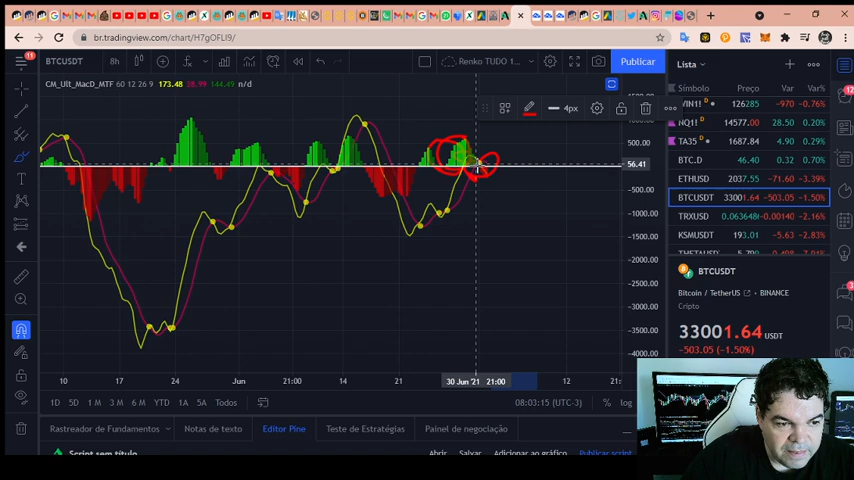 br.tradingview.com/chart/H7gOFLI9/
11
BTCUSDT
8h
Renko TUDO 1...
Publicar
Lista
CM_Ult_MacD_MTF 60 12 26 9 173.48 28.99 144.49 n/d
4px
Símbolo Preço Var Var%
WIN1! D 126285 -970 -0.76%
NQ1! D 14577.00 28.50 0.20%
TA35 D 1687.84 4.90 0.29%
BTC.D 46.40 0.32 0.70%
ETHUSD 2037.55 -71.60 -3.39%
BTCUSDT 33001.64 -503.05 -1.50%
TRXUSD -0.00140 -2.16%
KSMUSDT 193.01 -5.63 -2.83%
500.00
56.41
-500.00
-1000.00
-1500.00
-2000.00
-2500.00
-3000.00
-3500.00
-4000.00
BTCUSDT
Bitcoin / TetherUS
BINANCE
Cripto
33001.64 USDT
-503.05 (-1.50%)
10 17 24 Jun 21:00 14 21 30 Jun '21 21:00 12 21:
1D 5D 1M 3M 6M YTD 1A 5A Todos
08:03:15 (UTC-3) % log
Rastreador de Fundamentos Notas de texto Editor Pine Teste de Estratégias Painel de negociação
Script sem título
Abrir Salvar Adicionar ao gráfico Publicar script